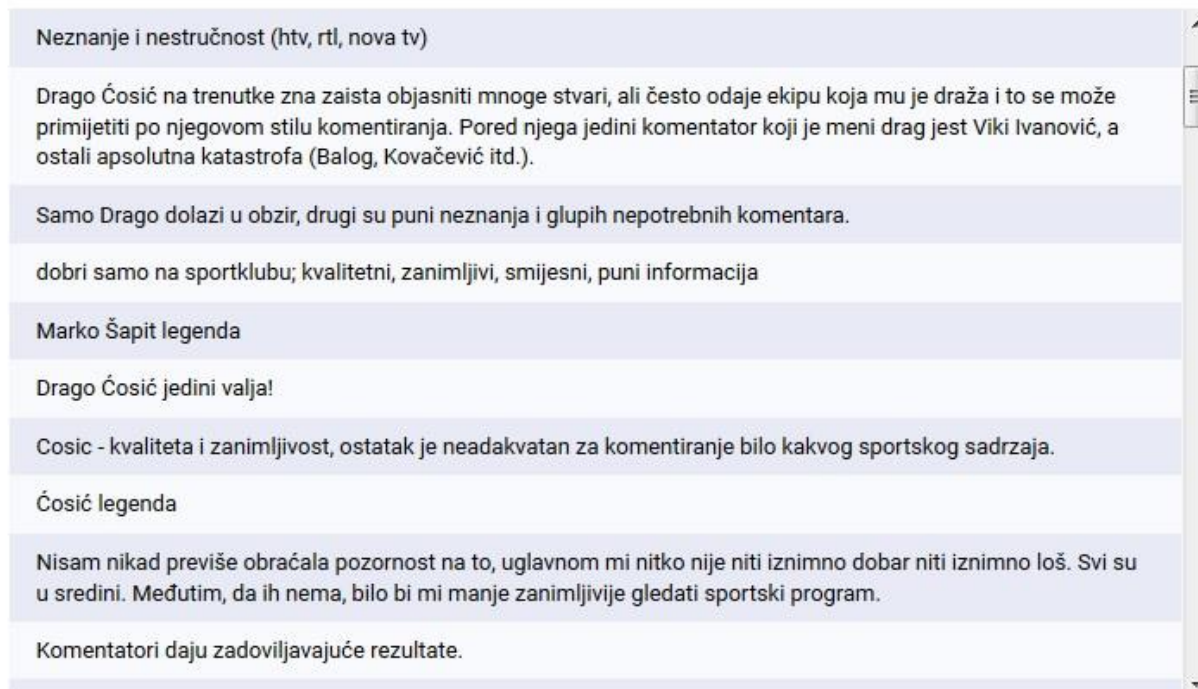 Neznanje i nestručnost (htv, rtl, nova tv)
Drago Ćosić na trenutke zna zaista objasniti mnoge stvari, ali često odaje ekipu koja mu je draža i to se može
primijetiti po njegovom stilu komentiranja. Pored njega jedini komentator koji je meni drag jest Viki Ivanović, a
ostali apsolutna katastrofa (Balog, Kovačević itd.).
Samo Drago dolazi u obzir, drugi su puni neznanja i glupih nepotrebnih komentara.
dobri samo na sportklubu; kvalitetni, zanimljivi, smijesni, puni informacija
Marko Šapit legenda
Drago Ćosić jedini valja!
Cosic - kvaliteta i zanimljivost, ostatak je neadakvatan za komentiranje bilo kakvog sportskog sadrzaja.
Ćosić legenda
Nisam nikad previše obraćala pozornost na to, uglavnom mi nitko nije niti iznimno dobar niti iznimno loš. Svi su
u sredini. Međutim, da ih nema, bilo bi mi manje zanimljivije gledati sportski program.
Komentatori daju zadoviljavajuće rezultate.